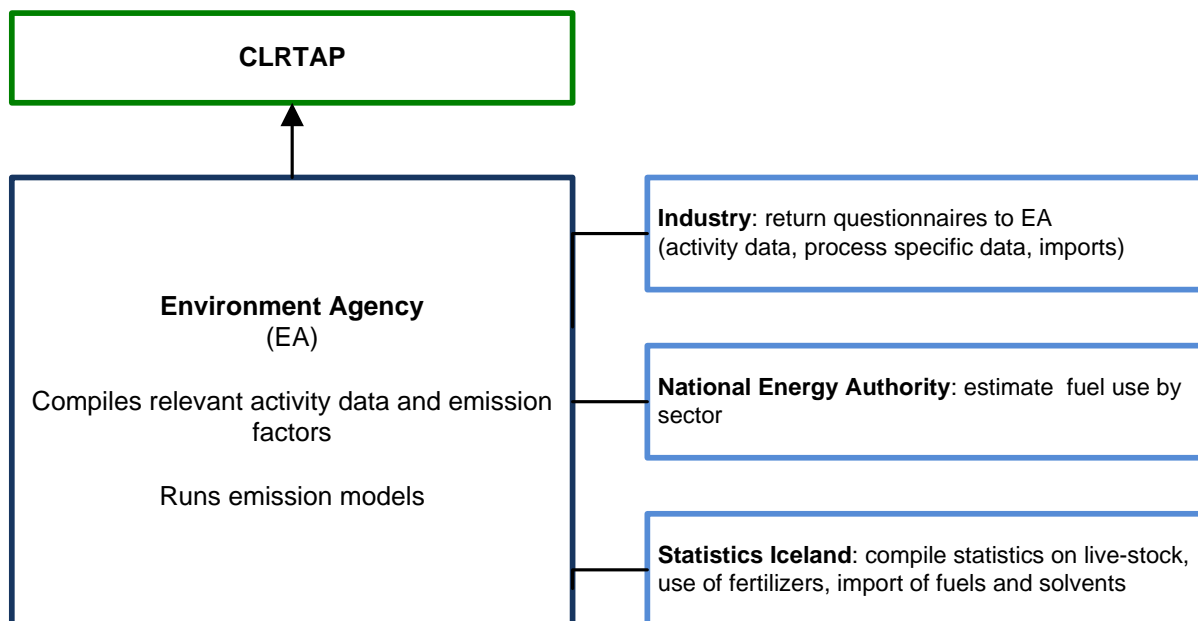 CLRTAP
Environment Agency
(EA)
Compiles relevant activity data and emission
factors
Runs emission models
Industry: return questionnaires to EA
(activity data, process specific data, imports)
National Energy Authority: estimate fuel use by
sector
Statistics Iceland: compile statistics on live-stock,
use of fertilizers, import of fuels and solvents